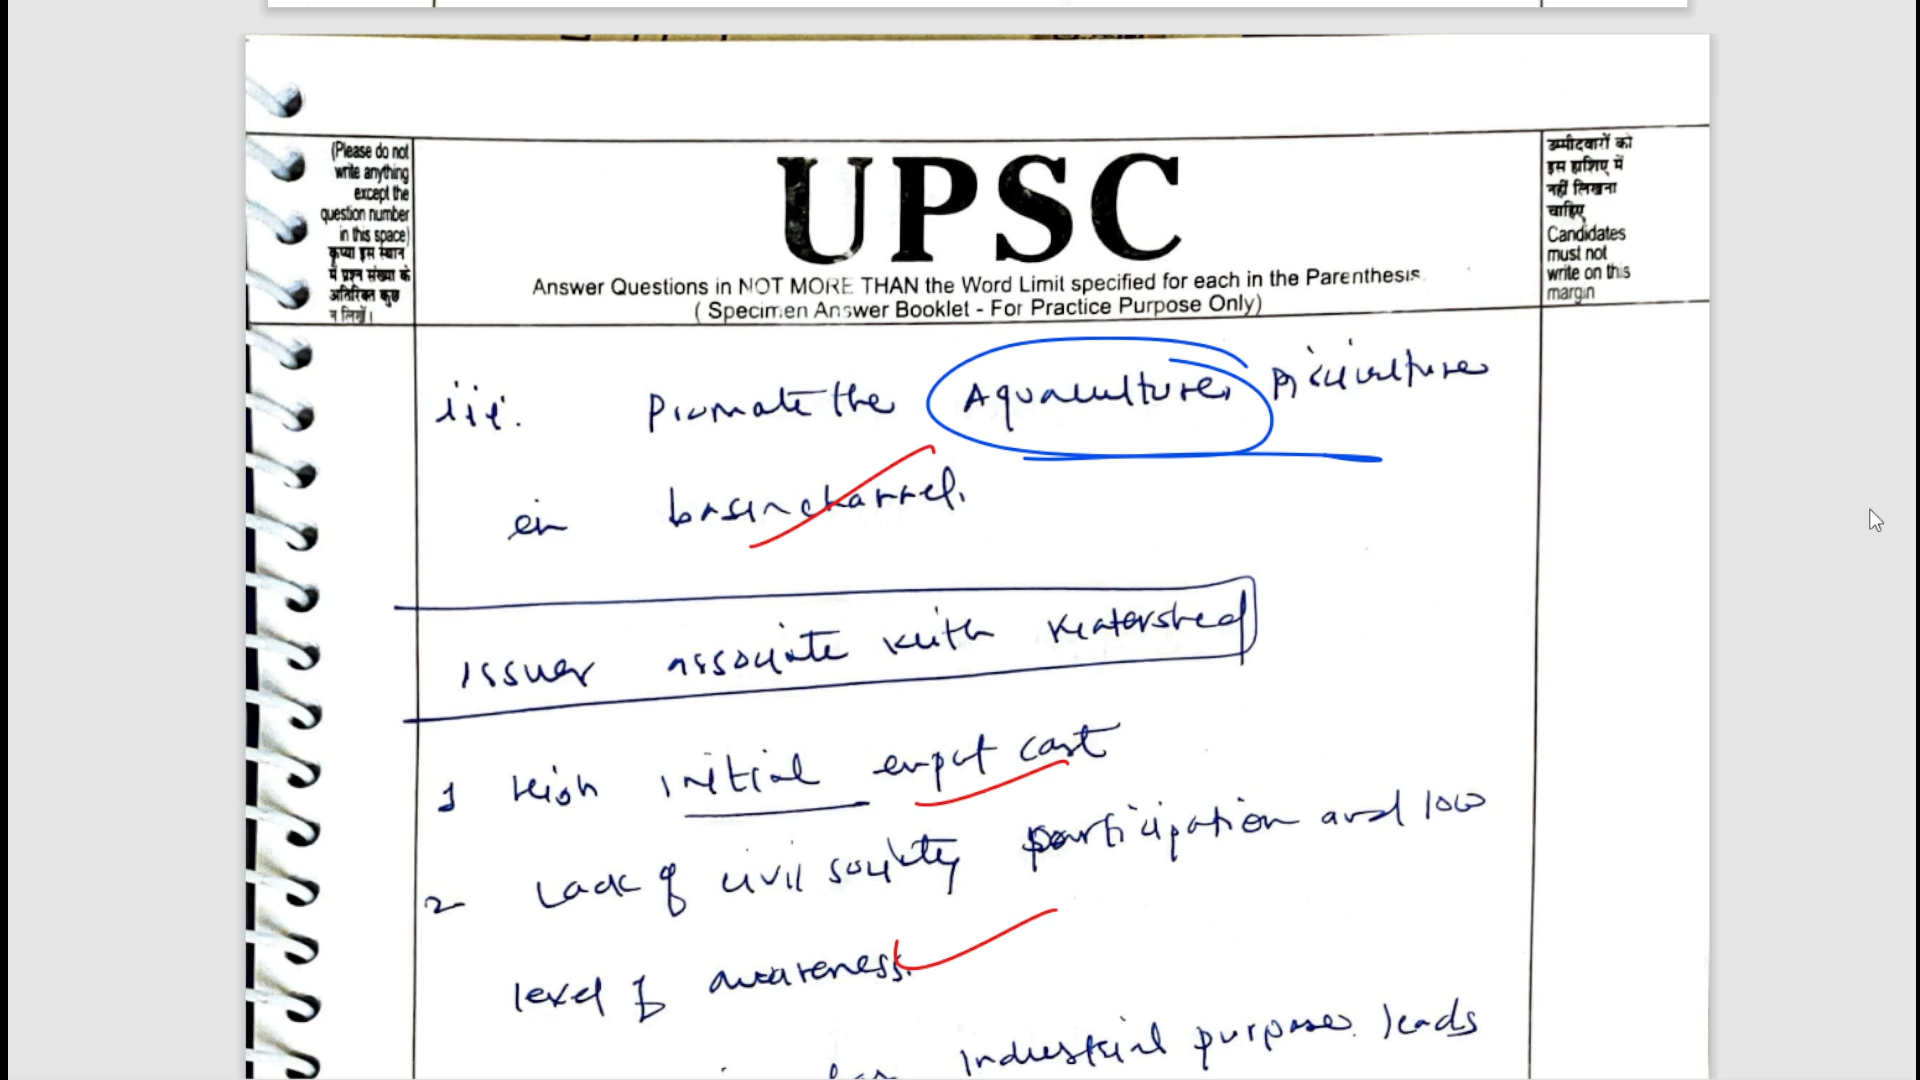 (Please do not
write anything
except the
question number
in this space)
कृप्या इस स्थान
में प्रश्न संख्या के
अतिरिक्त कुछ
न लिखें।
UPSC
Answer Questions in NOT MORE THAN the Word Limit specified for each in the Parenthesis.
( Specimen Answer Booklet - For Practice Purpose Only)
उम्मीदवारों को
इस हाशिए में
नहीं लिखना
चाहिए
Candidates
must not
write on this
margin
iii. Promote the Aquaculture, Pisciculture
in basin channel.
Issues associate with watershed
1 High initial input cost
2 Lack of civil society participation and low
level of awareness.
industrial purpose leads